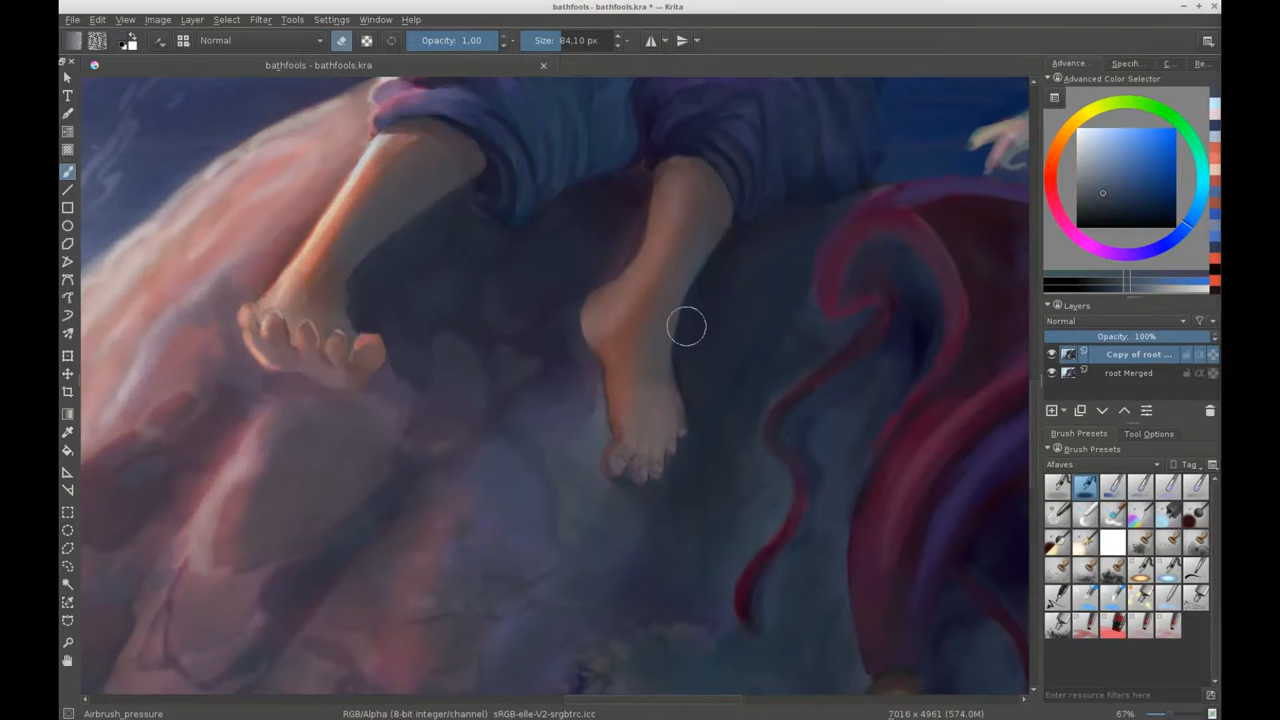 bathfools - bathfools.kra * — Krita
File Edit View Image Layer Select Filter Tools Settings Window Help
Normal Opacity: 1,00 Size: 84,10 px
bathfools - bathfools.kra
Advance... Specifi... C... Re...
Advanced Color Selector
Layers
Normal
Opacity: 100%
Copy of root ...
root Merged
Brush Presets Tool Options
Brush Presets
Afaves Tag
Enter resource filters here
Airbrush_pressure RGB/Alpha (8-bit integer/channel) sRGB-elle-V2-srgbtrc.icc 7016 x 4961 (574,0M) 67%